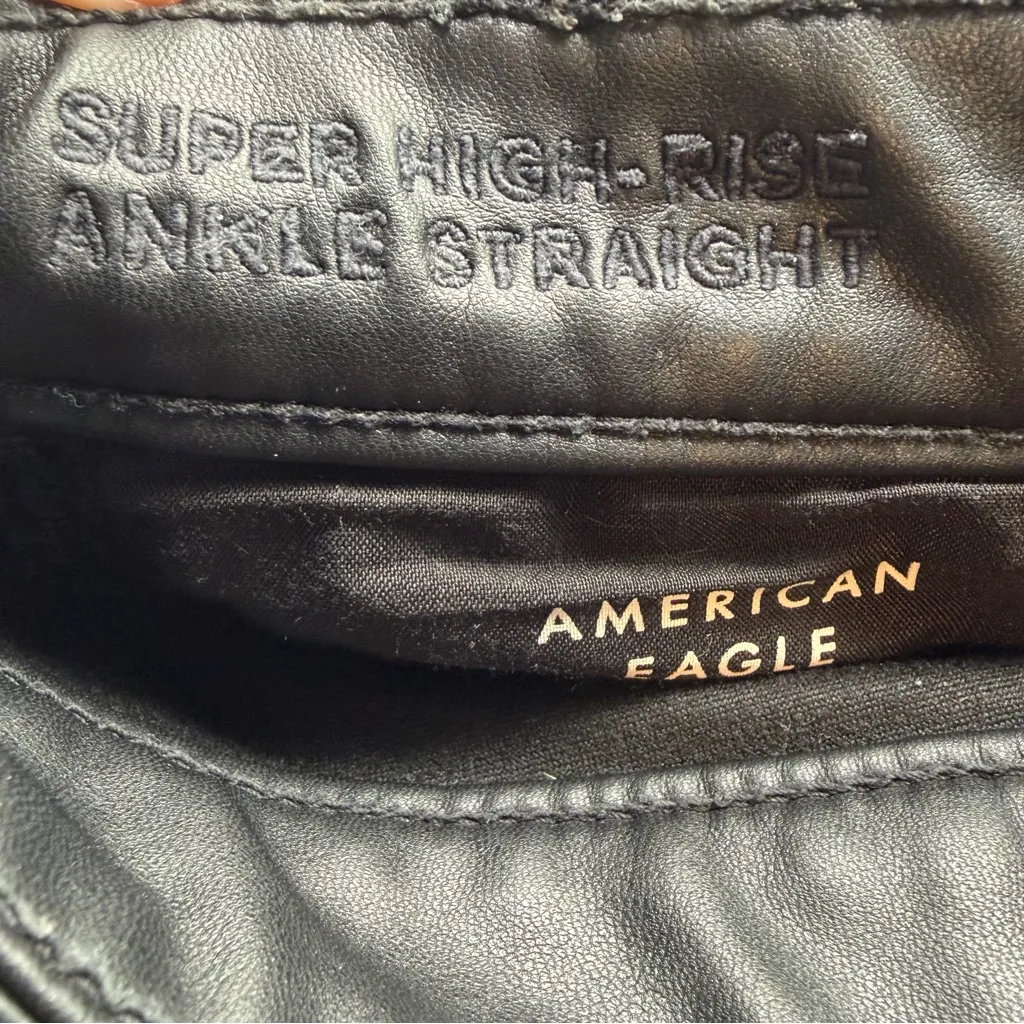 SUPER HIGH-RISE
ANKLE STRAIGHT
AMERICAN
EAGLE